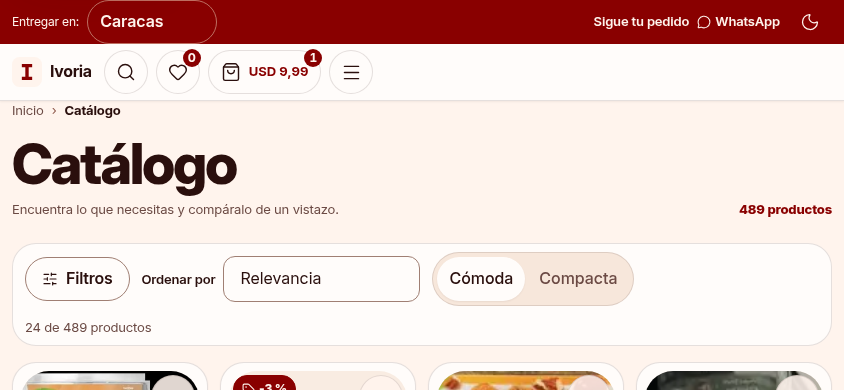 Entregar en: Caracas Sigue tu pedido WhatsApp
I Ivoria 0 USD 9,99 1
Inicio › Catálogo
Catálogo
Encuentra lo que necesitas y compáralo de un vistazo. 489 productos
Filtros Ordenar por Relevancia Cómoda Compacta
24 de 489 productos
-3 %